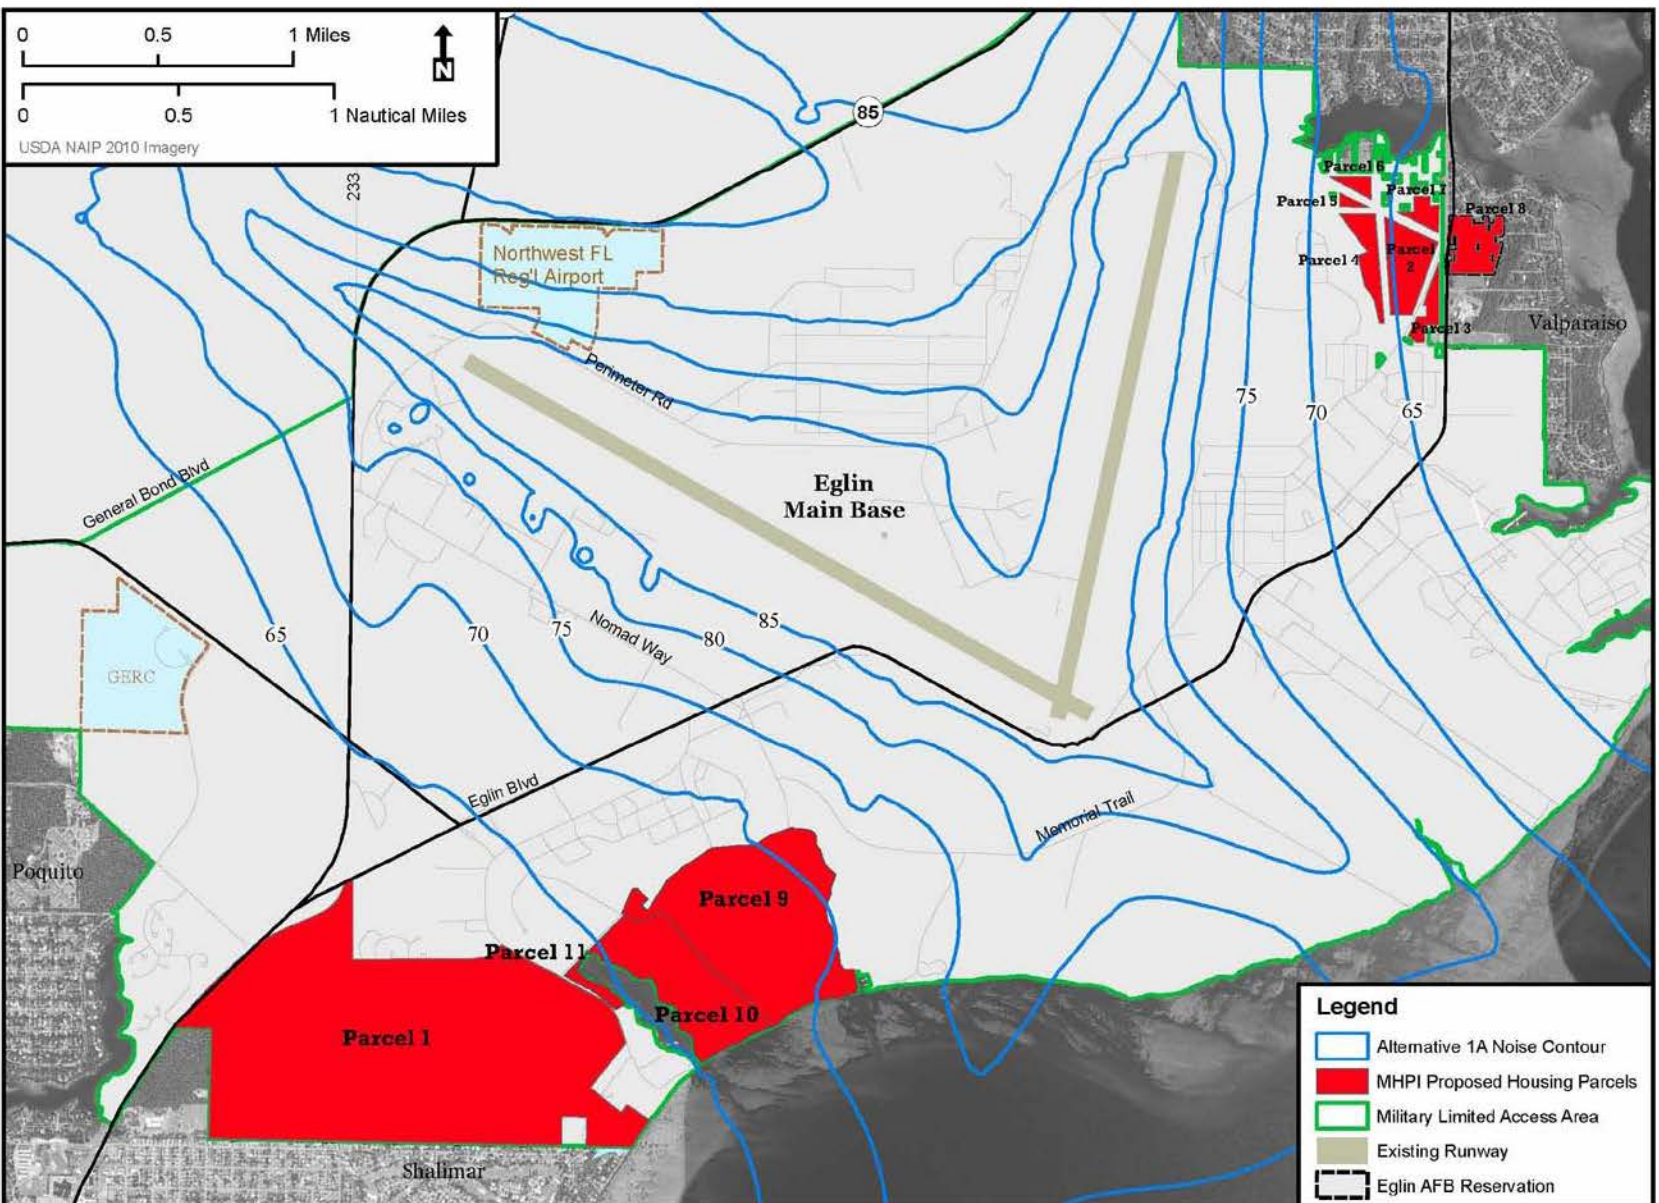 0 0.5 1 Miles
0 0.5 1 Nautical Miles
N
USDA NAIP 2010 Imagery
85
233
Northwest FL
Reg'l Airport
Parcel 6
Parcel 7
Parcel 5
Parcel 8
Parcel 4
Parcel
2
Parcel 3
Valparaiso
Perimeter Rd
75
70
65
General Bond Blvd
Eglin
Main Base
GERC
65
70
75
80
85
Nomad Way
Eglin Blvd
Memorial Trail
Poquito
Parcel 9
Parcel 11
Parcel 10
Parcel 1
Shalimar
Legend
Alternative 1A Noise Contour
MHPI Proposed Housing Parcels
Military Limited Access Area
Existing Runway
Eglin AFB Reservation